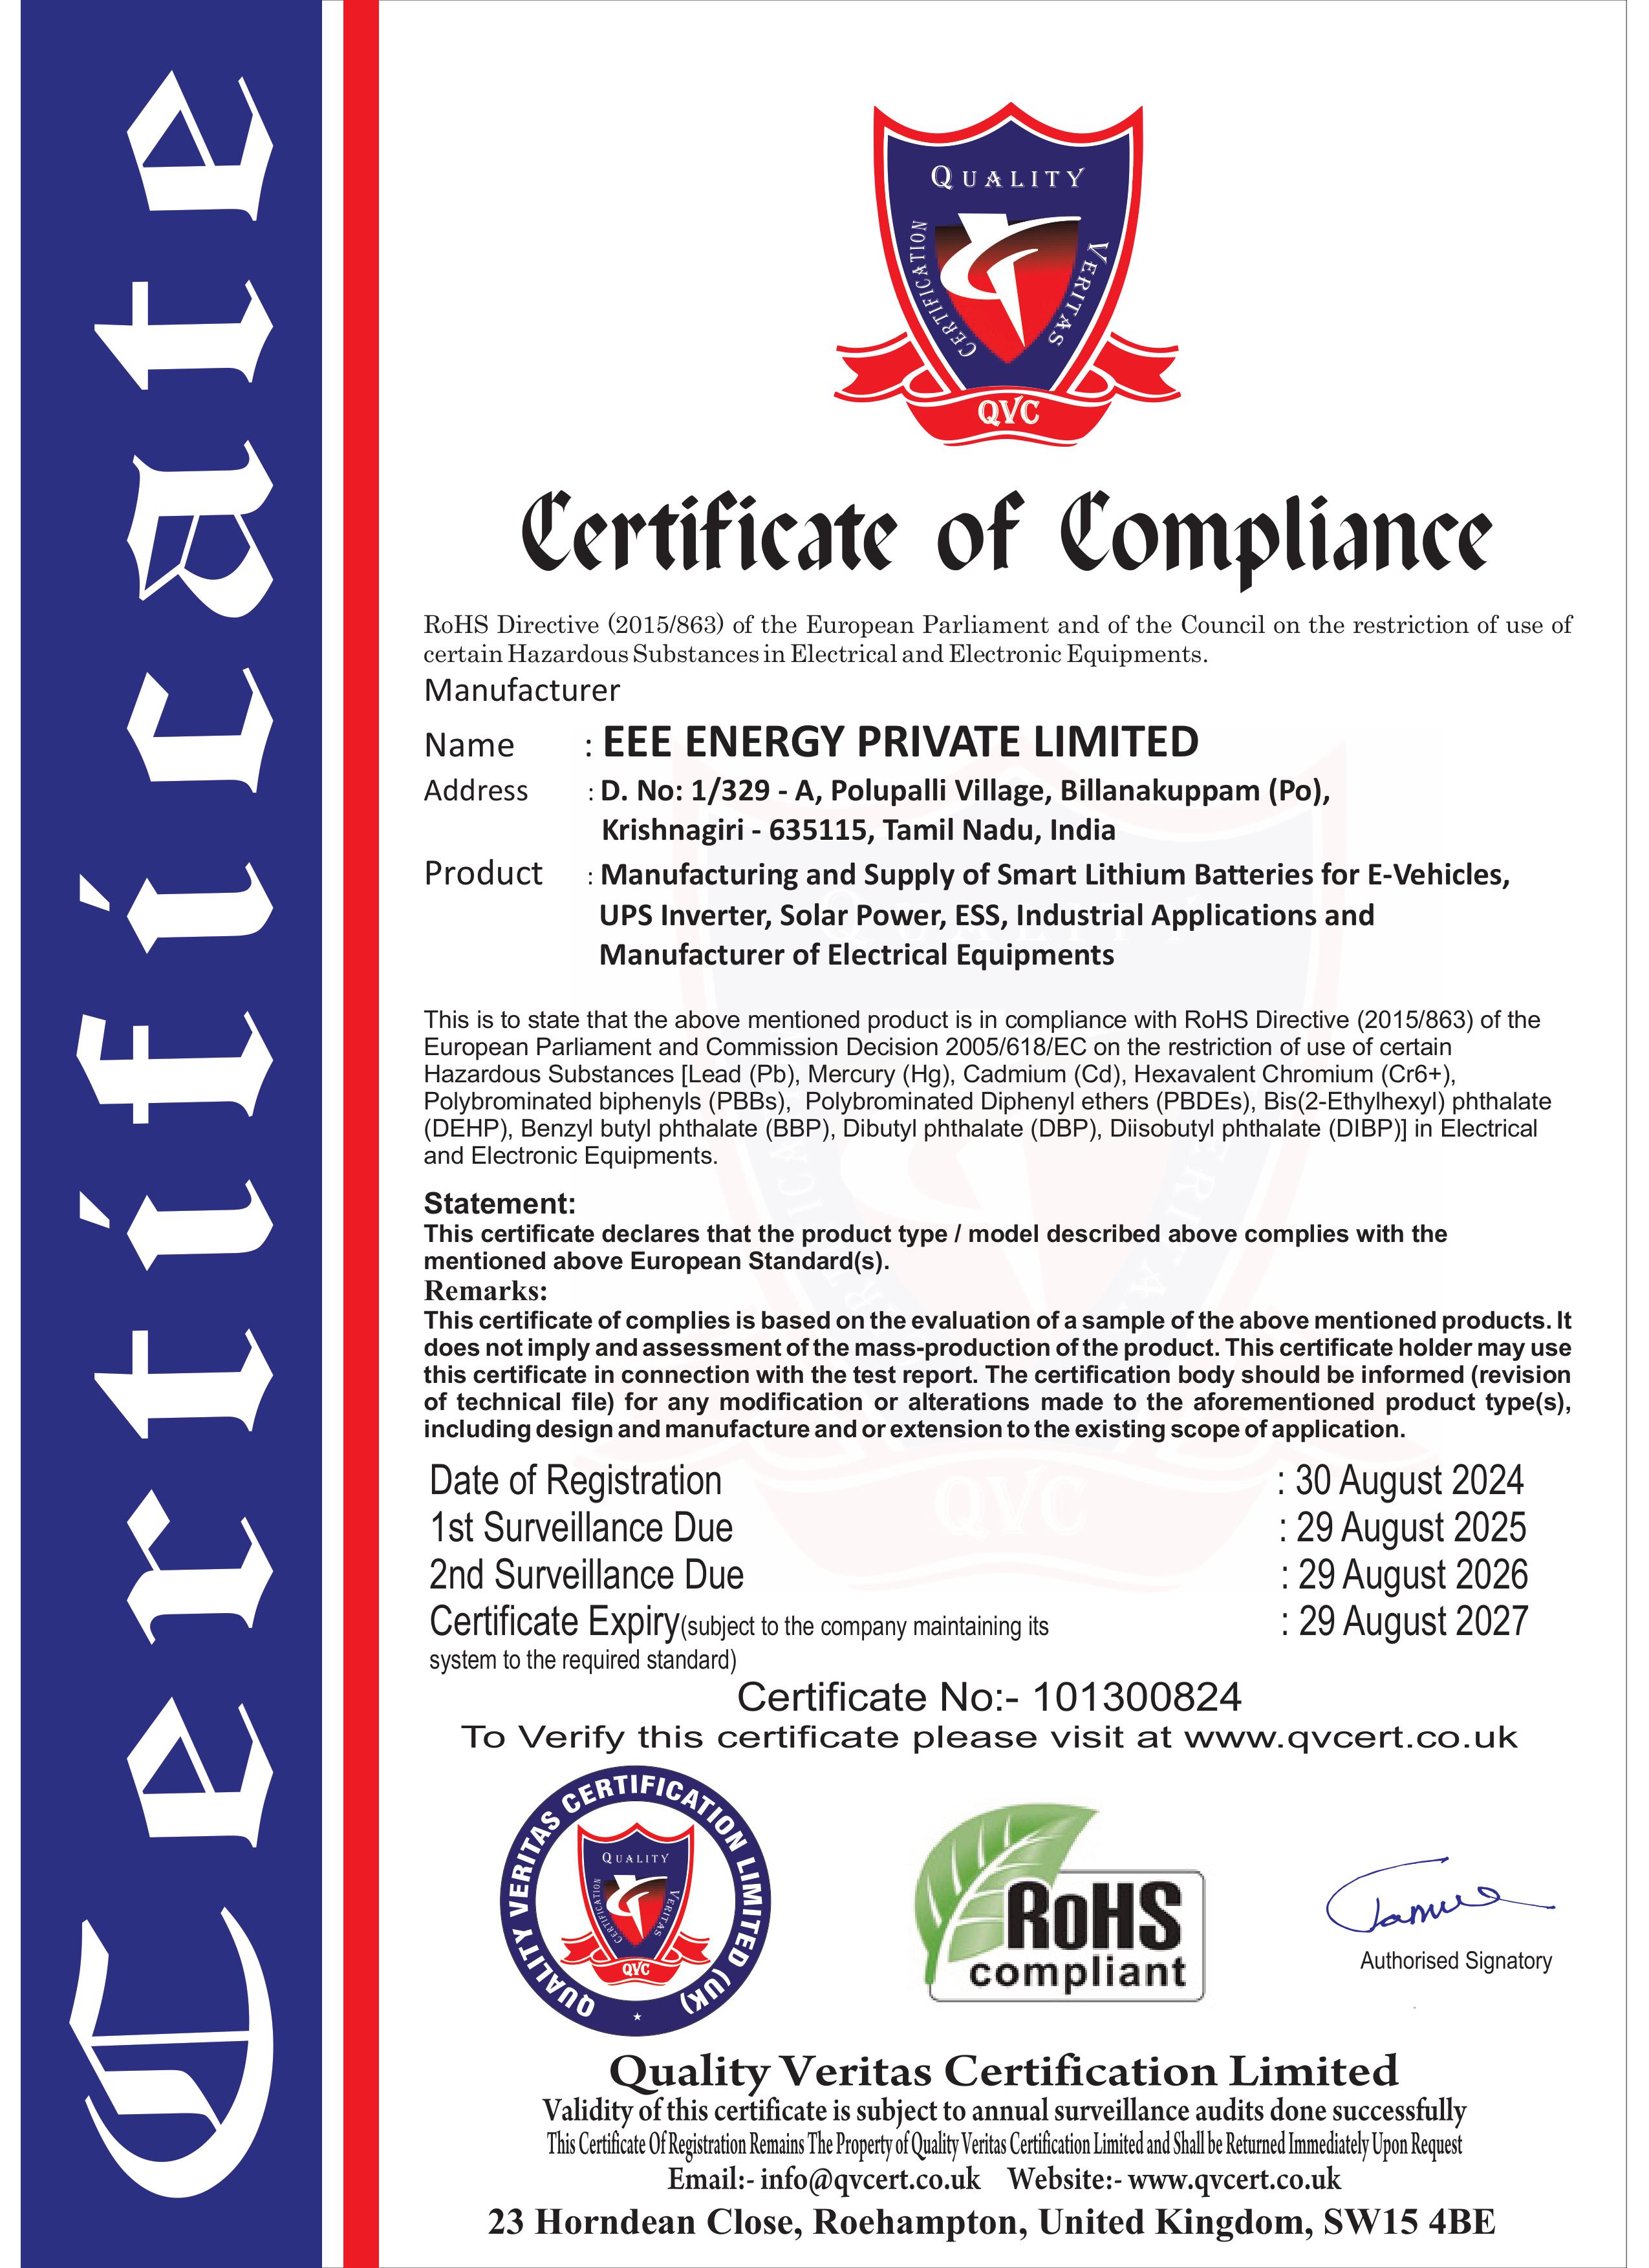 Certificate
QUALITY
CERTIFICATION
VERITAS
QVC
Certificate of Compliance
RoHS Directive (2015/863) of the European Parliament and of the Council on the restriction of use of
certain Hazardous Substances in Electrical and Electronic Equipments.
Manufacturer
Name : EEE ENERGY PRIVATE LIMITED
Address : D. No: 1/329 - A, Polupalli Village, Billanakuppam (Po),
Krishnagiri - 635115, Tamil Nadu, India
Product : Manufacturing and Supply of Smart Lithium Batteries for E-Vehicles,
UPS Inverter, Solar Power, ESS, Industrial Applications and
Manufacturer of Electrical Equipments
This is to state that the above mentioned product is in compliance with RoHS Directive (2015/863) of the
European Parliament and Commission Decision 2005/618/EC on the restriction of use of certain
Hazardous Substances [Lead (Pb), Mercury (Hg), Cadmium (Cd), Hexavalent Chromium (Cr6+),
Polybrominated biphenyls (PBBs), Polybrominated Diphenyl ethers (PBDEs), Bis(2-Ethylhexyl) phthalate
(DEHP), Benzyl butyl phthalate (BBP), Dibutyl phthalate (DBP), Diisobutyl phthalate (DIBP)] in Electrical
and Electronic Equipments.
Statement:
This certificate declares that the product type / model described above complies with the
mentioned above European Standard(s).
Remarks:
This certificate of complies is based on the evaluation of a sample of the above mentioned products. It
does not imply and assessment of the mass-production of the product. This certificate holder may use
this certificate in connection with the test report. The certification body should be informed (revision
of technical file) for any modification or alterations made to the aforementioned product type(s),
including design and manufacture and or extension to the existing scope of application.
Date of Registration : 30 August 2024
1st Surveillance Due : 29 August 2025
2nd Surveillance Due : 29 August 2026
Certificate Expiry(subject to the company maintaining its : 29 August 2027
system to the required standard)
Certificate No:- 101300824
To Verify this certificate please visit at www.qvcert.co.uk
QUALITY VERITAS CERTIFICATION LIMITED (UK)
QUALITY
CERTIFICATION
VERITAS
QVC
RoHS
compliant
Authorised Signatory
Quality Veritas Certification Limited
Validity of this certificate is subject to annual surveillance audits done successfully
This Certificate Of Registration Remains The Property of Quality Veritas Certification Limited and Shall be Returned Immediately Upon Request
Email:- info@qvcert.co.uk Website:- www.qvcert.co.uk
23 Horndean Close, Roehampton, United Kingdom, SW15 4BE